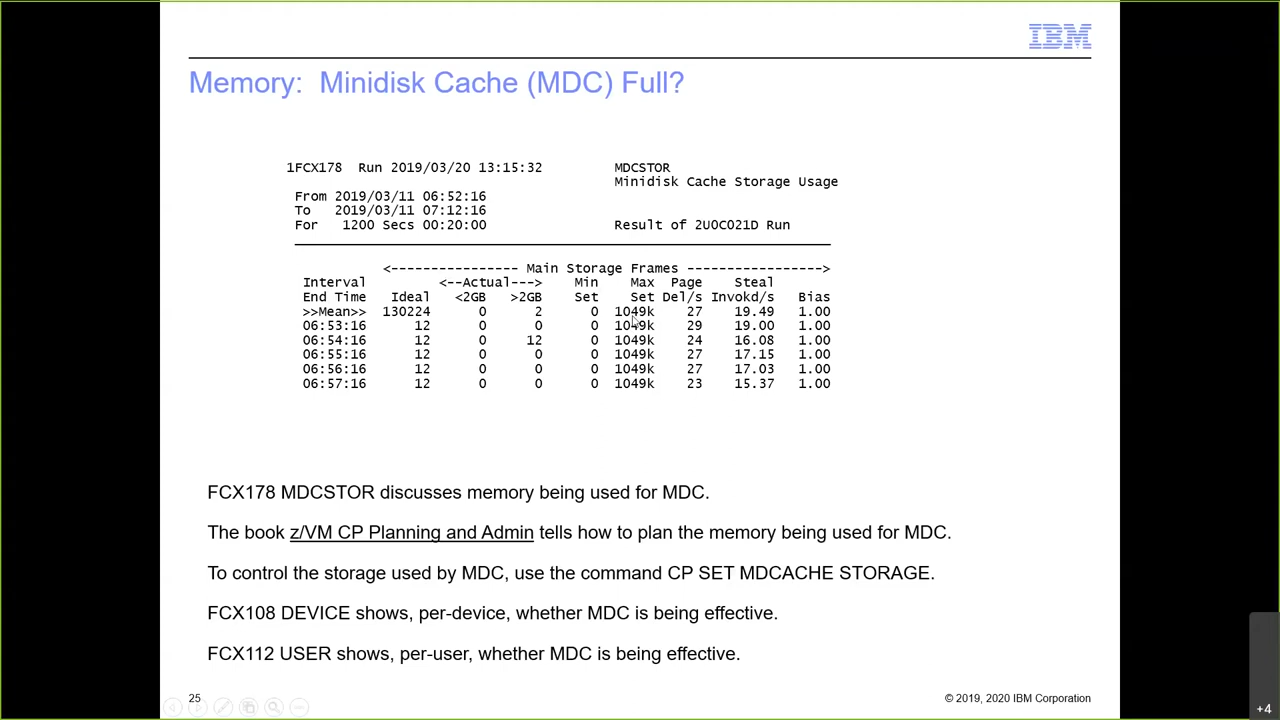 IBM
Memory:  Minidisk Cache (MDC) Full?
1FCX178  Run 2019/03/20 13:15:32         MDCSTOR
                                         Minidisk Cache Storage Usage
From 2019/03/11 06:52:16
To   2019/03/11 07:12:16
For   1200 Secs 00:20:00                Result of 2UOC021D Run
           <---------------- Main Storage Frames ----------------->
Interval          <--Actual--->    Min    Max  Page    Steal
End Time   Ideal    <2GB   >2GB    Set    Set Del/s Invokd/s   Bias
>>Mean>>  130224       0      2      0  1049k    27    19.49   1.00
06:53:16      12       0      0      0  1049k    29    19.00   1.00
06:54:16      12       0     12      0  1049k    24    16.08   1.00
06:55:16      12       0      0      0  1049k    27    17.15   1.00
06:56:16      12       0      0      0  1049k    27    17.03   1.00
06:57:16      12       0      0      0  1049k    23    15.37   1.00
FCX178 MDCSTOR discusses memory being used for MDC.
The book z/VM CP Planning and Admin tells how to plan the memory being used for MDC.
To control the storage used by MDC, use the command CP SET MDCACHE STORAGE.
FCX108 DEVICE shows, per-device, whether MDC is being effective.
FCX112 USER shows, per-user, whether MDC is being effective.
25
© 2019, 2020 IBM Corporation
+4